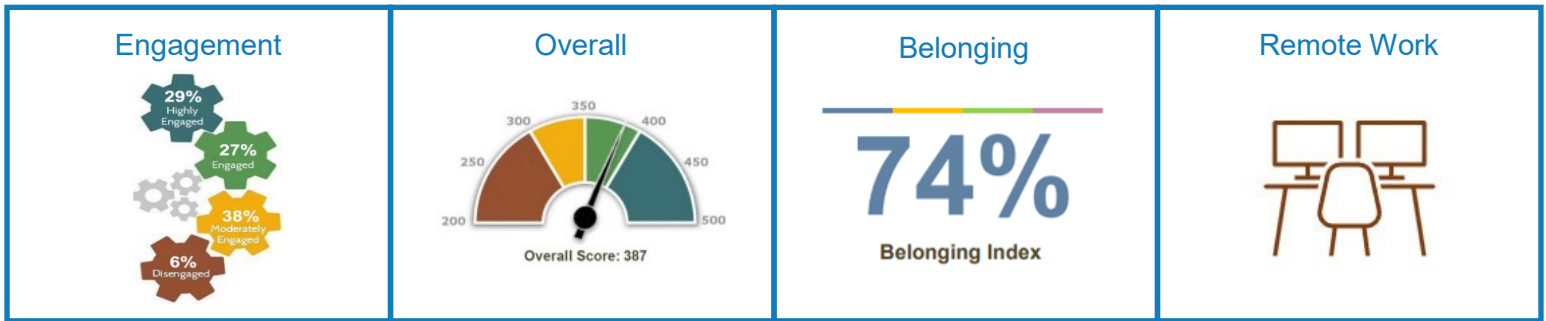 Engagement
29%
Highly
Engaged
27%
Engaged
38%
Moderately
Engaged
6%
Disengaged
Overall
200
250
300
350
400
450
500
Overall Score: 387
Belonging
74%
Belonging Index
Remote Work